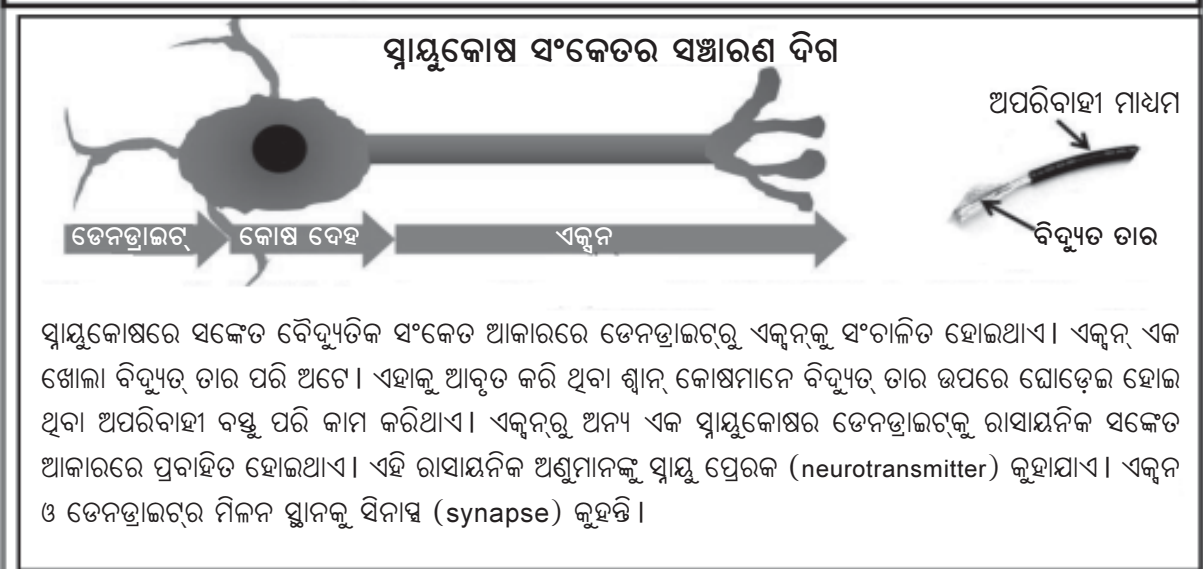 ସ୍ନାୟୁକୋଷ ସଂକେତର ସଞ୍ଚାରଣ ଦିଗ
ଅପରିବାହୀ ମାଧ୍ୟମ
ଡେନଡ୍ରାଇଟ୍ କୋଷ ଦେହ ଏକ୍ସନ୍
ବିଦ୍ୟୁତ ତାର
ସ୍ନାୟୁକୋଷରେ ସଙ୍କେତ ବୈଦ୍ୟୁତିକ ସଂକେତ ଆକାରରେ ଡେନଡ୍ରାଇଟ୍‌ରୁ ଏକ୍ସନ୍‌କୁ ସଂଚାଳିତ ହୋଇଥାଏ। ଏକ୍ସନ୍ ଏକ
ଖୋଲା ବିଦ୍ୟୁତ୍ ତାର ପରି ଅଟେ। ଏହାକୁ ଆବୃତ କରି ଥିବା ଶ୍ୱାନ୍ କୋଷମାନେ ବିଦ୍ୟୁତ୍ ତାର ଉପରେ ଘୋଡ଼େଇ ହୋଇ
ଥିବା ଅପରିବାହୀ ବସ୍ତୁ ପରି କାମ କରିଥାଏ। ଏକ୍ସନ୍‌ରୁ ଅନ୍ୟ ଏକ ସ୍ନାୟୁକୋଷର ଡେନଡ୍ରାଇଟ୍‌କୁ ରାସାୟନିକ ସଙ୍କେତ
ଆକାରରେ ପ୍ରବାହିତ ହୋଇଥାଏ। ଏହି ରାସାୟନିକ ଅଣୁମାନଙ୍କୁ ସ୍ନାୟୁ ପ୍ରେରକ (neurotransmitter) କୁହାଯାଏ। ଏକ୍ସନ
ଓ ଡେନଡ୍ରାଇଟ୍‌ର ମିଳନ ସ୍ଥାନକୁ ସିନାପ୍ସ (synapse) କୁହନ୍ତି।